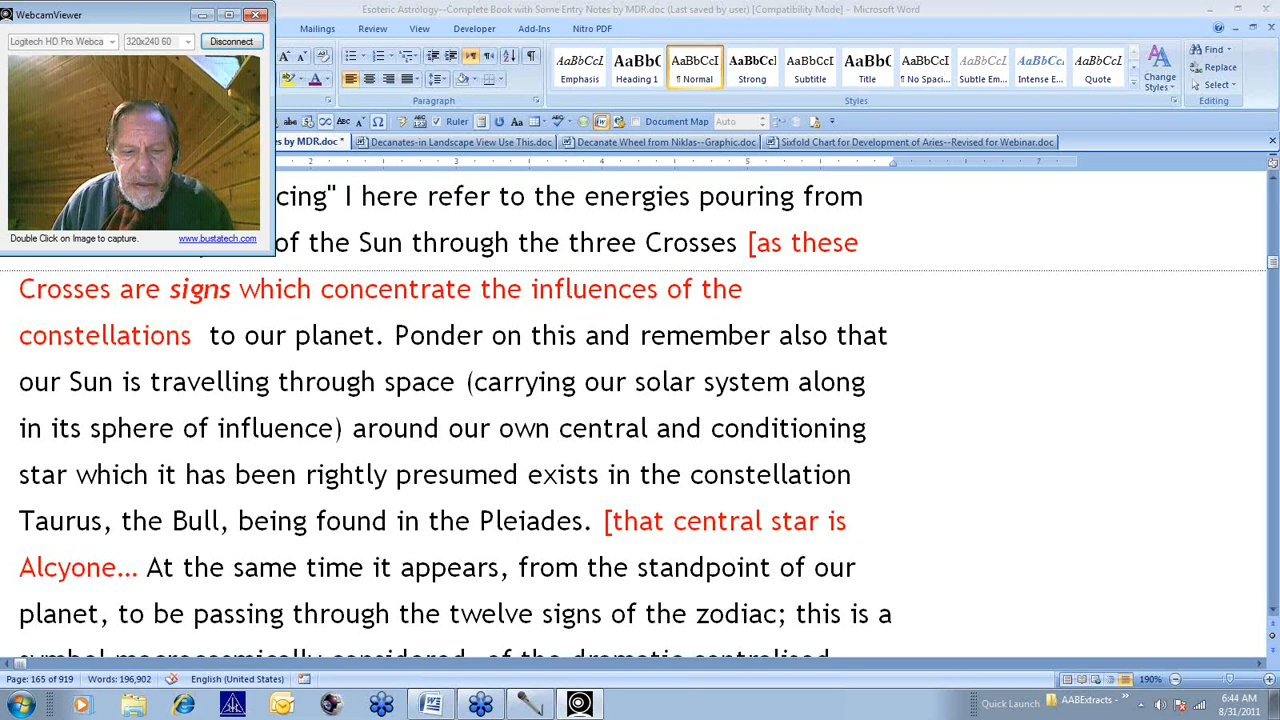 WebcamViewer
Esoteric Astrology--Complete Book with Some Entry Notes by MDR.doc (Last saved by user) [Compatibility Mode] - Microsoft Word
Logitech HD Pro Webca
320x240 60
Disconnect
Mailings
Review
View
Developer
Add-Ins
Nitro PDF
AaBbCcI
AaBbC
AaBbCcI
AaBbCcI
AaBbCcI
AaBbC
AaBbCcI
AaBbCcI
AaBbCcI
AaBbCcI
Emphasis
Heading 1
¶ Normal
Strong
Subtitle
Title
¶ No Spaci...
Subtle Em...
Intense E...
Quote
Change
Styles
Find
Replace
Select
Paragraph
Styles
Editing
Ruler
Document Map
Auto
s by MDR.doc *
Decanates-in Landscape View Use This.doc
Decanate Wheel from Niklas--Graphic.doc
Sixfold Chart for Development of Aries--Revised for Webinar.doc
2 3 4 5 7
Double Click on Image to capture.
www.bustatech.com
cing" I here refer to the energies pouring from
of the Sun through the three Crosses [as these
Crosses are signs which concentrate the influences of the
constellations to our planet. Ponder on this and remember also that
our Sun is travelling through space (carrying our solar system along
in its sphere of influence) around our own central and conditioning
star which it has been rightly presumed exists in the constellation
Taurus, the Bull, being found in the Pleiades. [that central star is
Alcyone... At the same time it appears, from the standpoint of our
planet, to be passing through the twelve signs of the zodiac; this is a
symbol macrocosmically considered, of the dramatic centralised
Page: 165 of 919
Words: 196,902
English (United States)
190%
Quick Launch
AABExtracts -
6:44 AM
8/31/2011